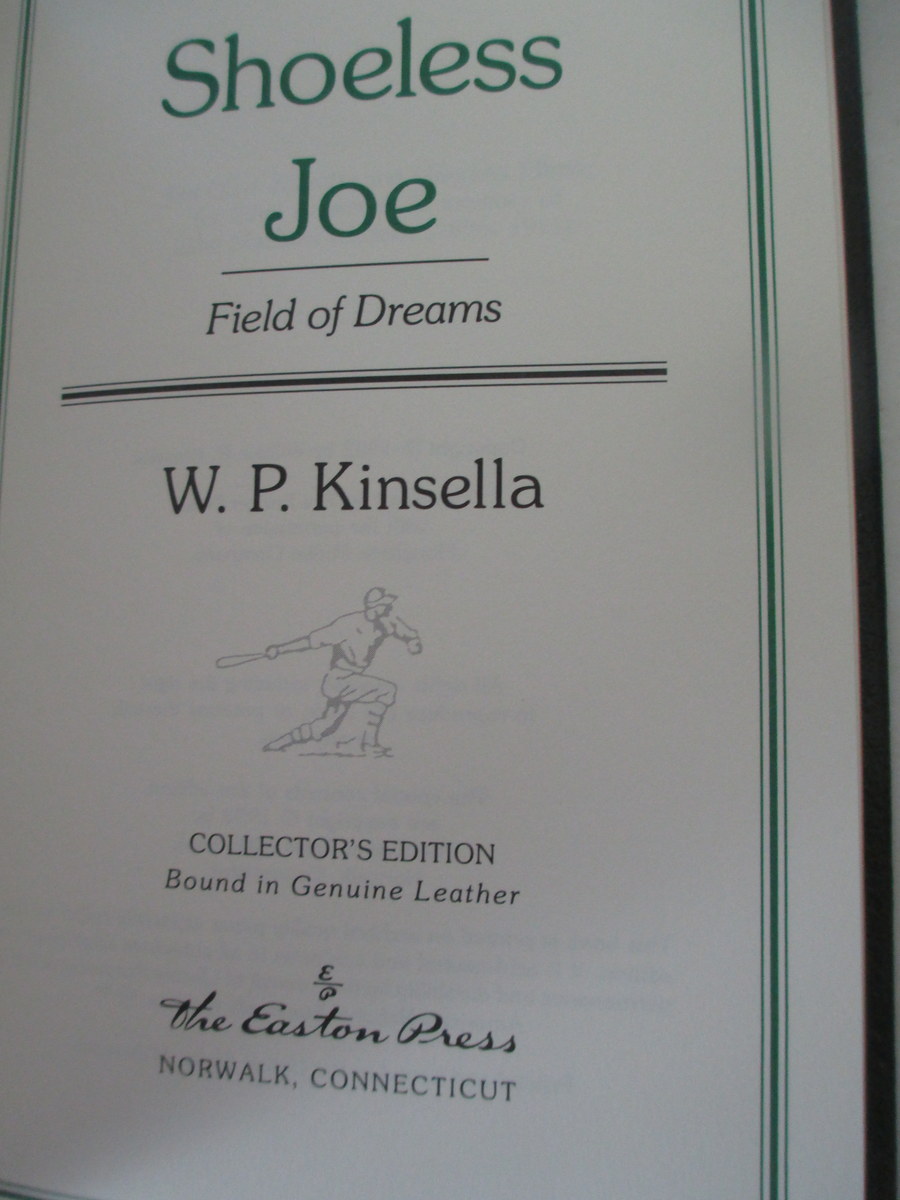 Shoeless
Joe
Field of Dreams
W. P. Kinsella
COLLECTOR'S EDITION
Bound in Genuine Leather
E
P
The Easton Press
NORWALK, CONNECTICUT